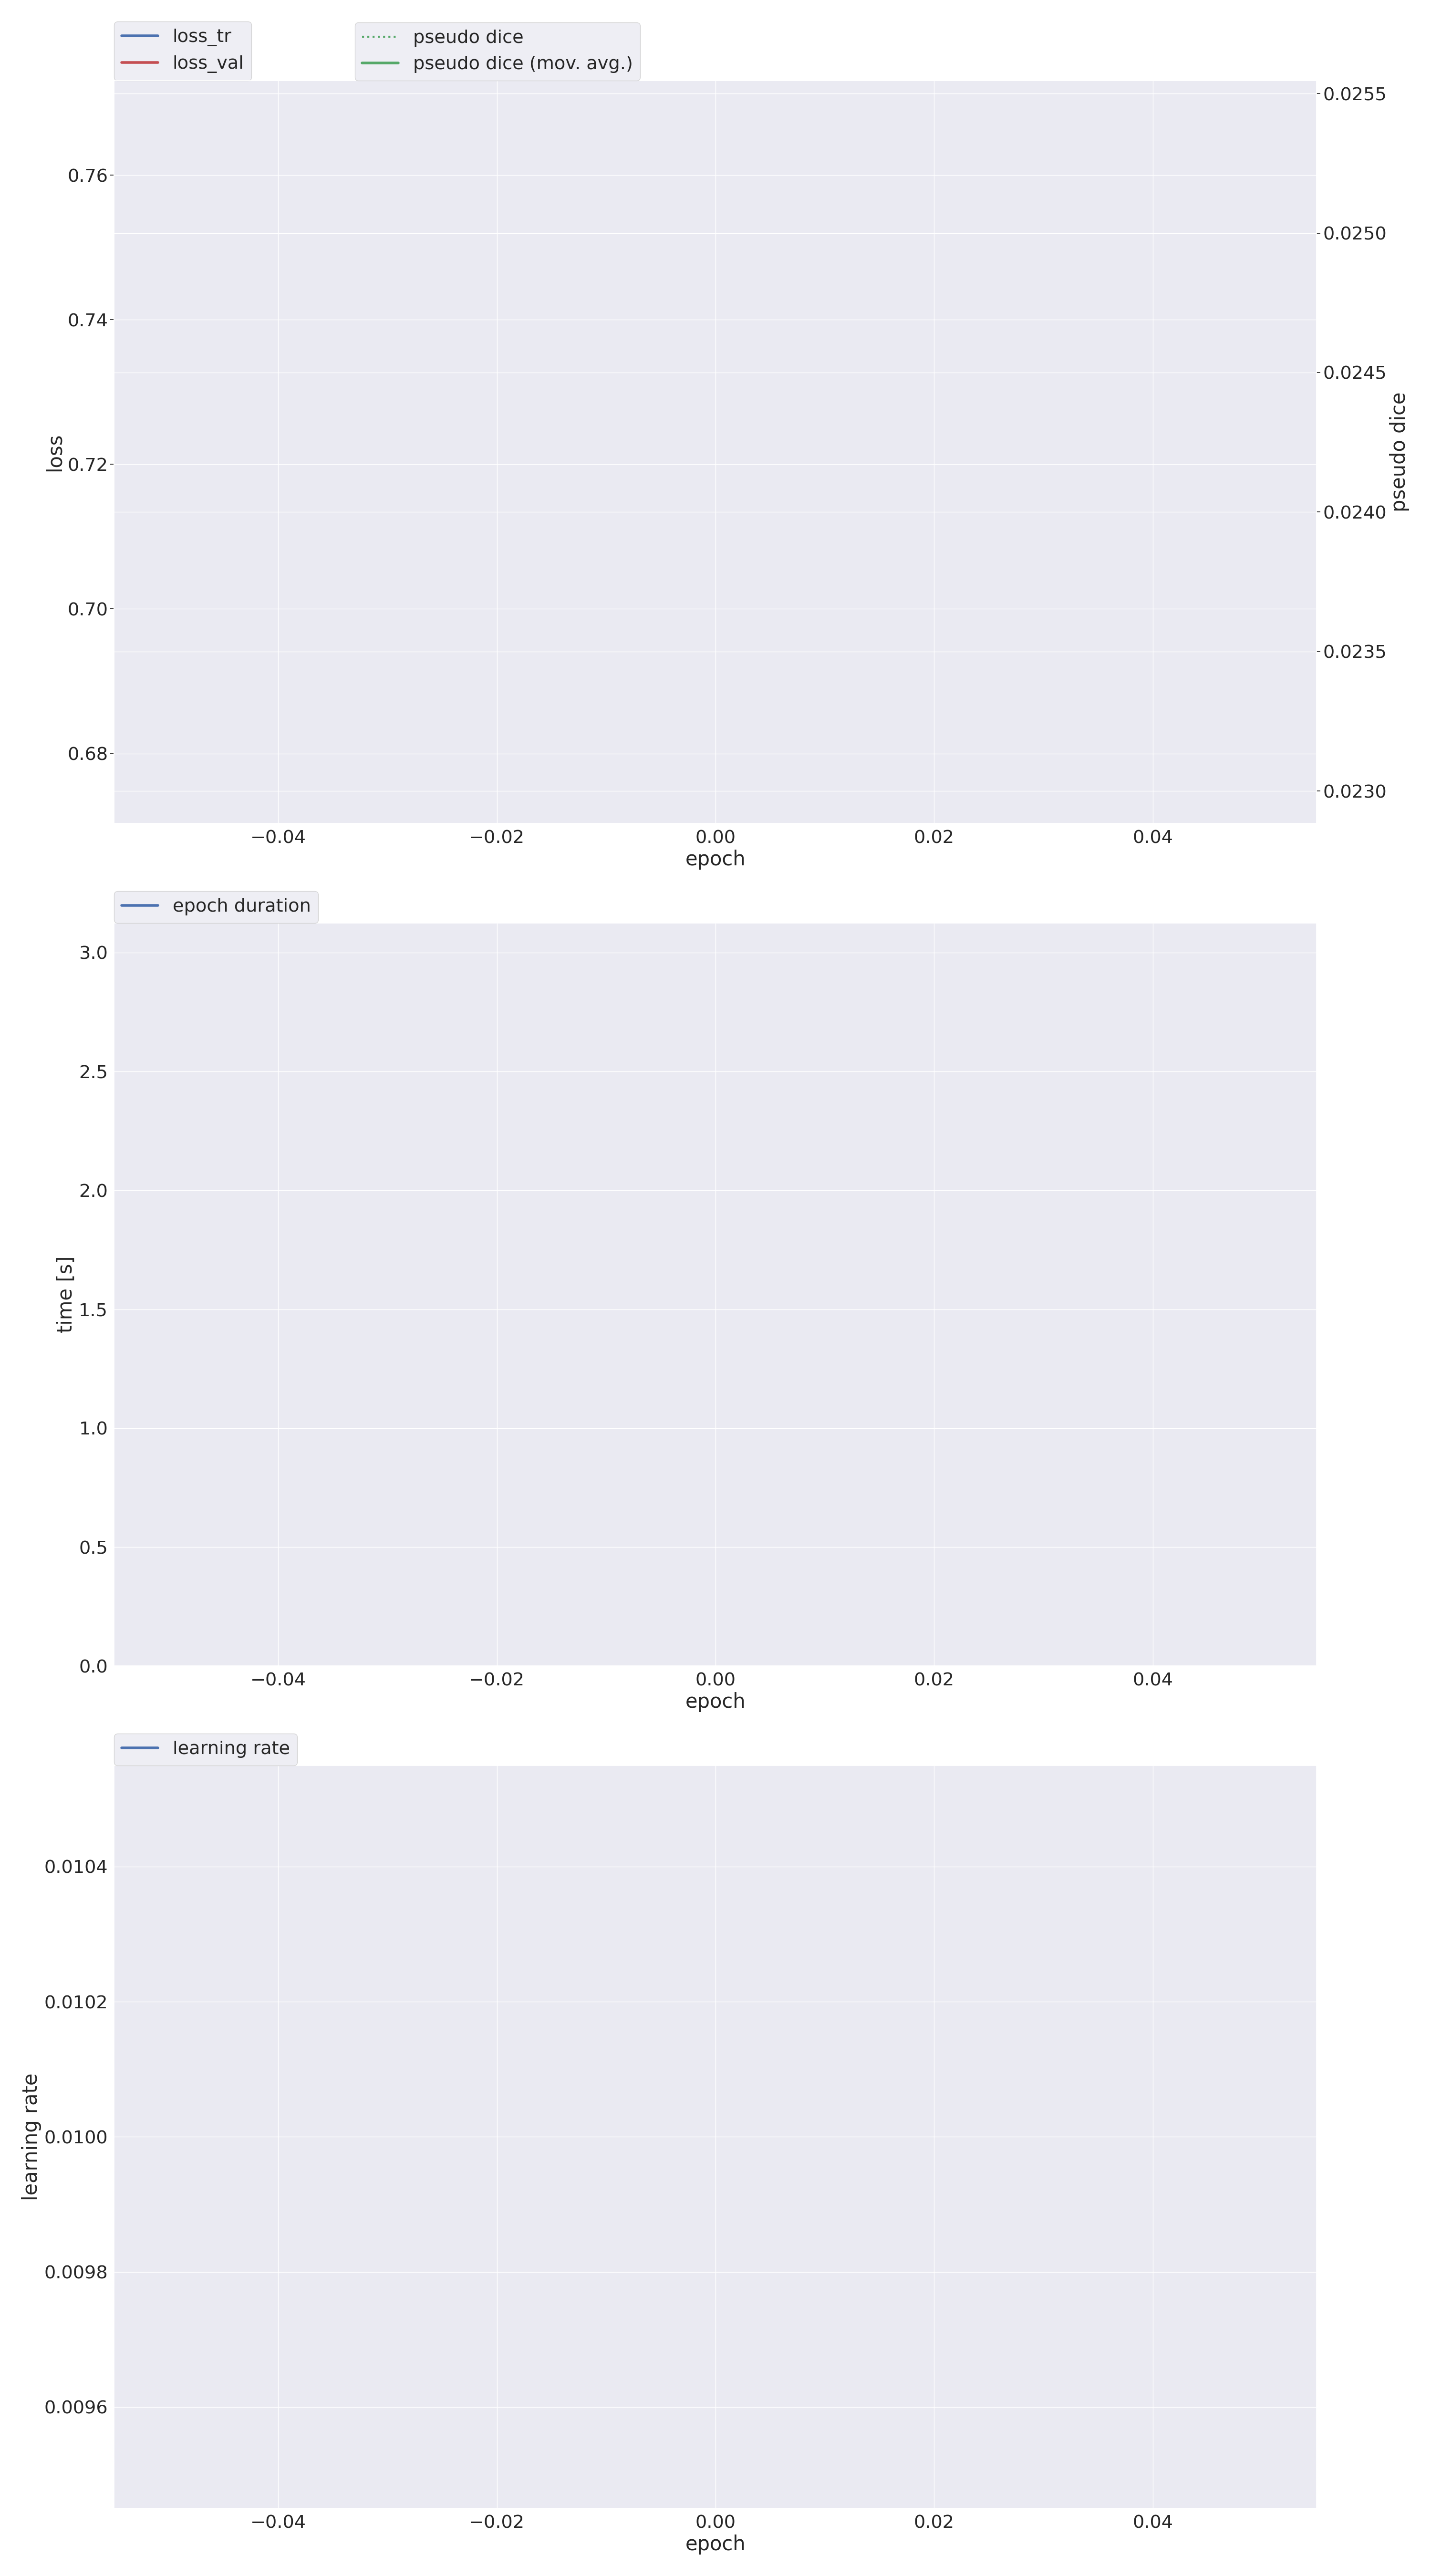 loss_tr
loss_val
pseudo dice
pseudo dice (mov. avg.)
0.76
0.74
0.72
0.70
0.68
loss
0.0255
0.0250
0.0245
0.0240
0.0235
0.0230
pseudo dice
−0.04 −0.02 0.00 0.02 0.04
epoch
epoch duration
3.0
2.5
2.0
1.5
1.0
0.5
0.0
time [s]
−0.04 −0.02 0.00 0.02 0.04
epoch
learning rate
0.0104
0.0102
0.0100
0.0098
0.0096
learning rate
−0.04 −0.02 0.00 0.02 0.04
epoch